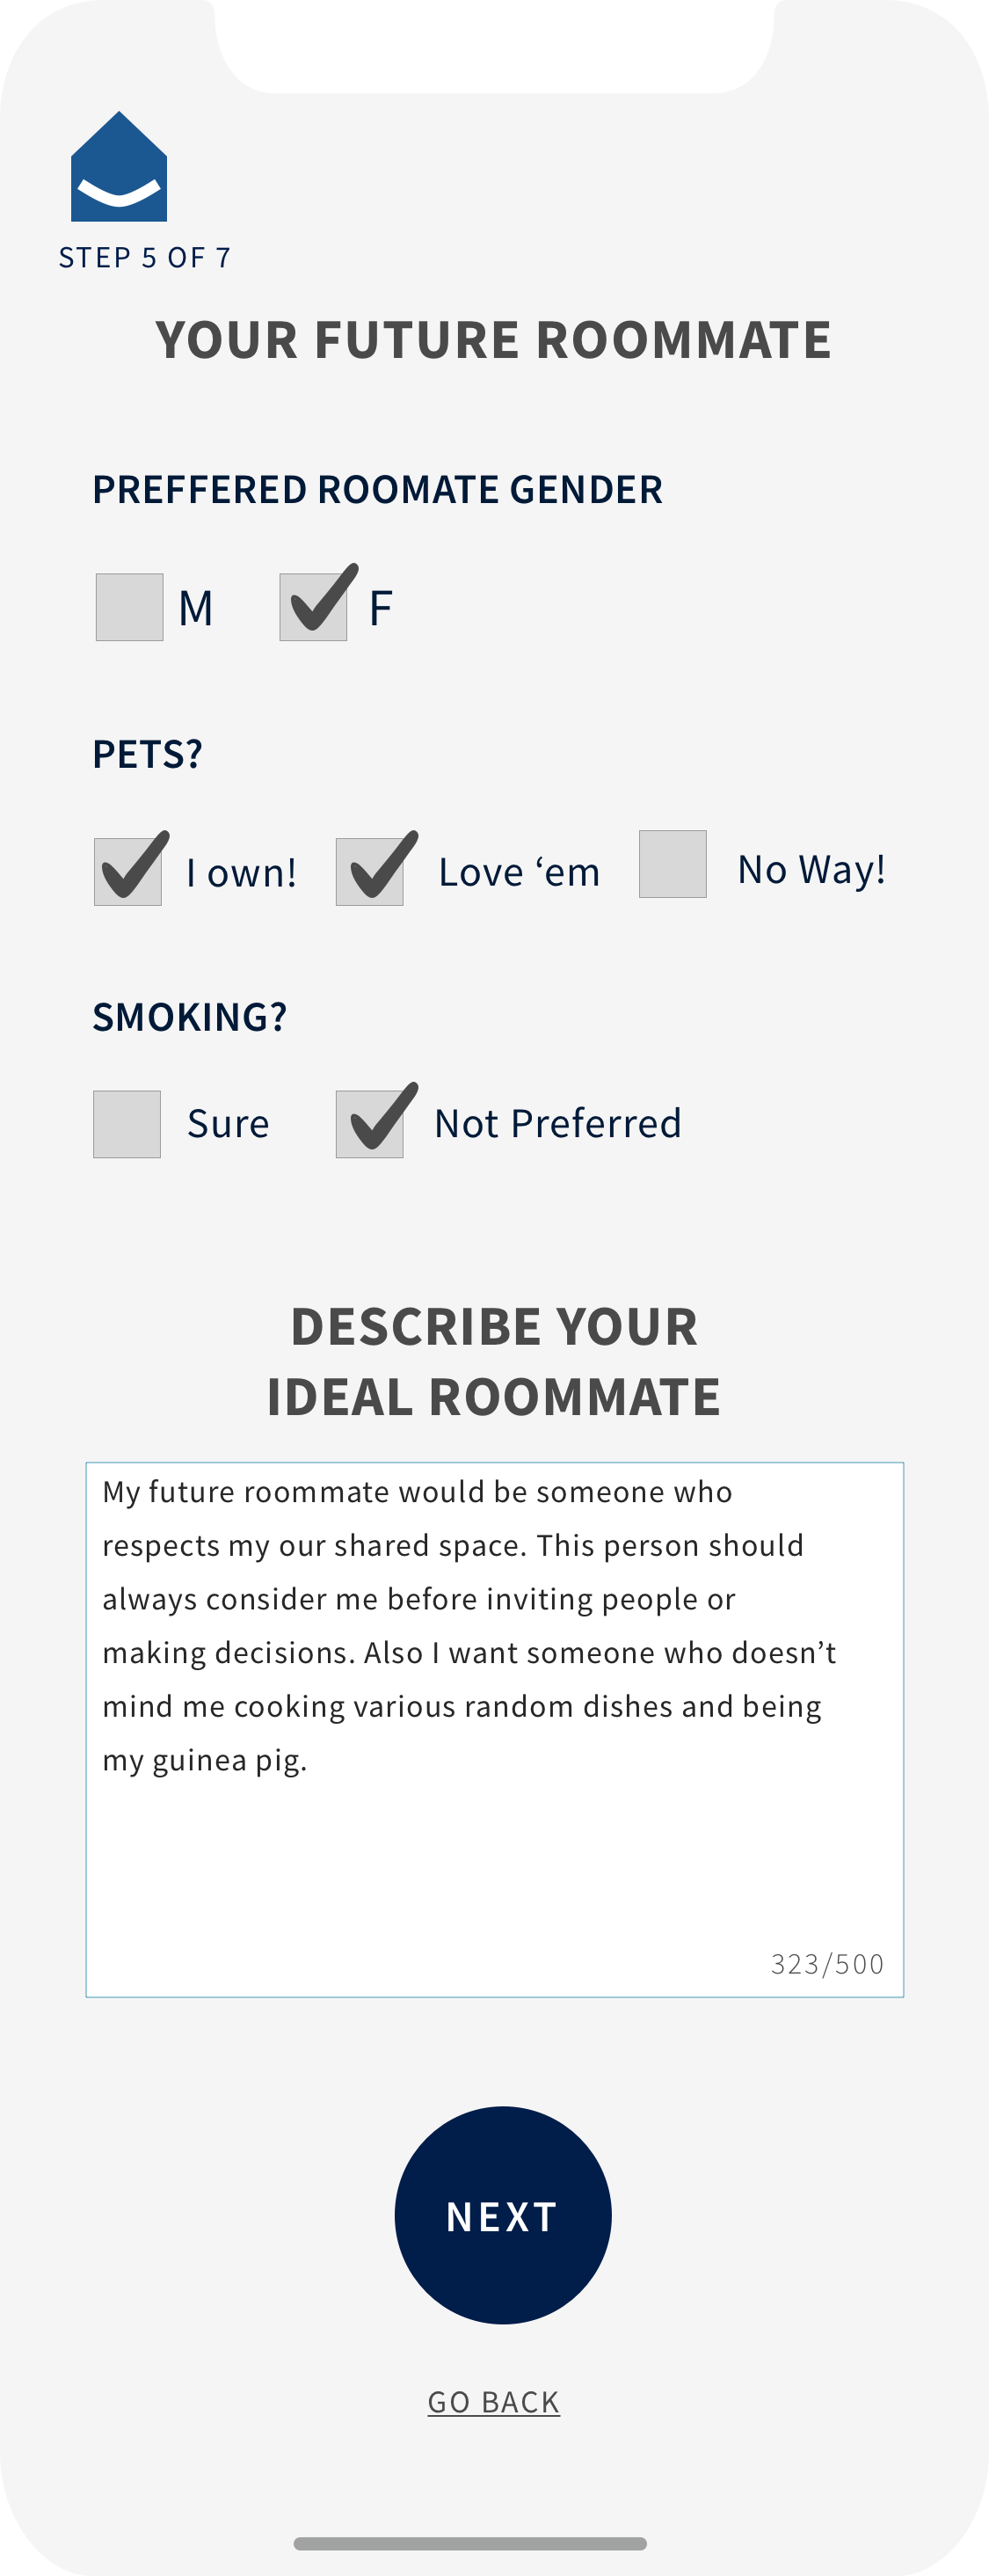 STEP 5 OF 7
YOUR FUTURE ROOMMATE
PREFFERED ROOMATE GENDER
M F
PETS?
I own! Love ‘em No Way!
SMOKING?
Sure Not Preferred
DESCRIBE YOUR
IDEAL ROOMMATE
My future roommate would be someone who
respects my our shared space. This person should
always consider me before inviting people or
making decisions. Also I want someone who doesn’t
mind me cooking various random dishes and being
my guinea pig.
323/500
NEXT
GO BACK